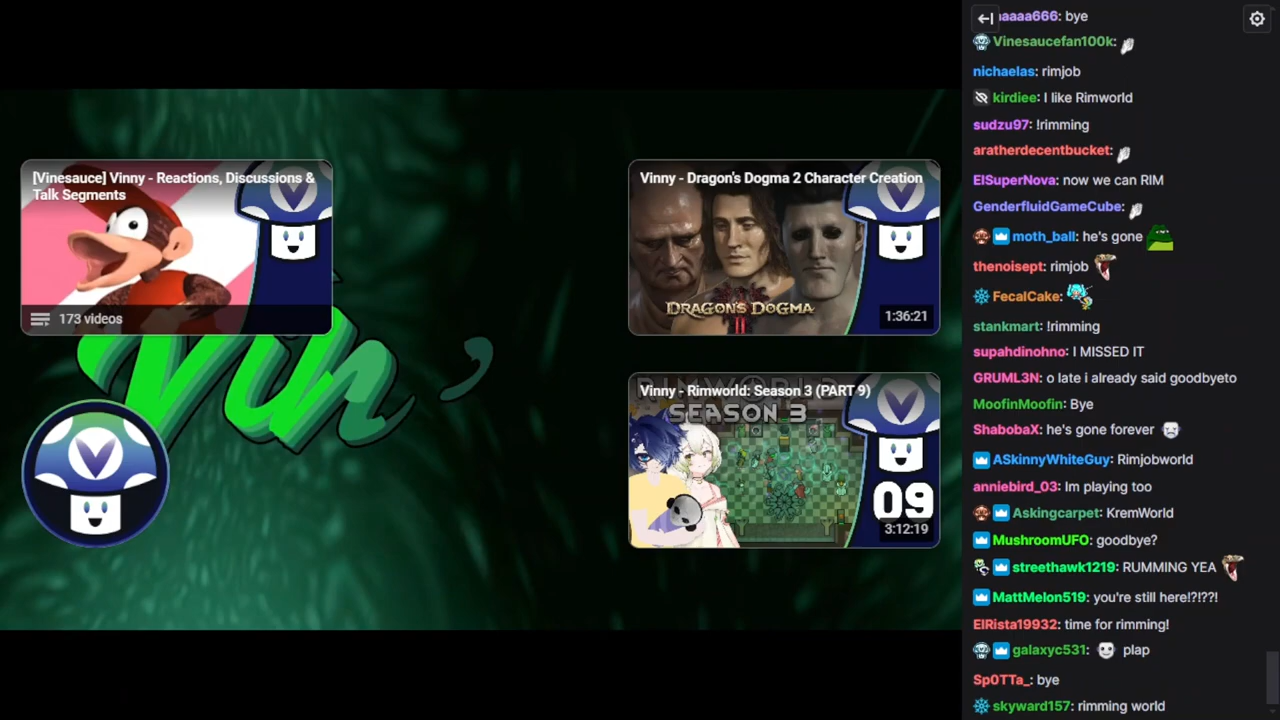 [Vinesauce] Vinny - Reactions, Discussions &
Talk Segments
173 videos
Vin
Vinny - Dragon's Dogma 2 Character Creation
DRAGON'S DOGMA
II
1:36:21
Vinny - Rimworld: Season 3 (PART 9)
SEASON 3
09
3:12:19
aaaa666: bye
Vinesaucefan100k:
nichaelas: rimjob
kirdiee: I like Rimworld
sudzu97: !rimming
aratherdecentbucket:
ElSuperNova: now we can RIM
GenderfluidGameCube:
moth_ball: he's gone
thenoisept: rimjob
FecalCake:
stankmart: !rimming
supahdinohno: I MISSED IT
GRUML3N: o late i already said goodbyeto
MoofinMoofin: Bye
ShabobaX: he's gone forever
ASkinnyWhiteGuy: Rimjobworld
anniebird_03: Im playing too
Askingcarpet: KremWorld
MushroomUFO: goodbye?
streethawk1219: RUMMING YEA
MattMelon519: you're still here!?!??!
ElRista19932: time for rimming!
galaxyc531: plap
Sp0TTa_: bye
skyward157: rimming world